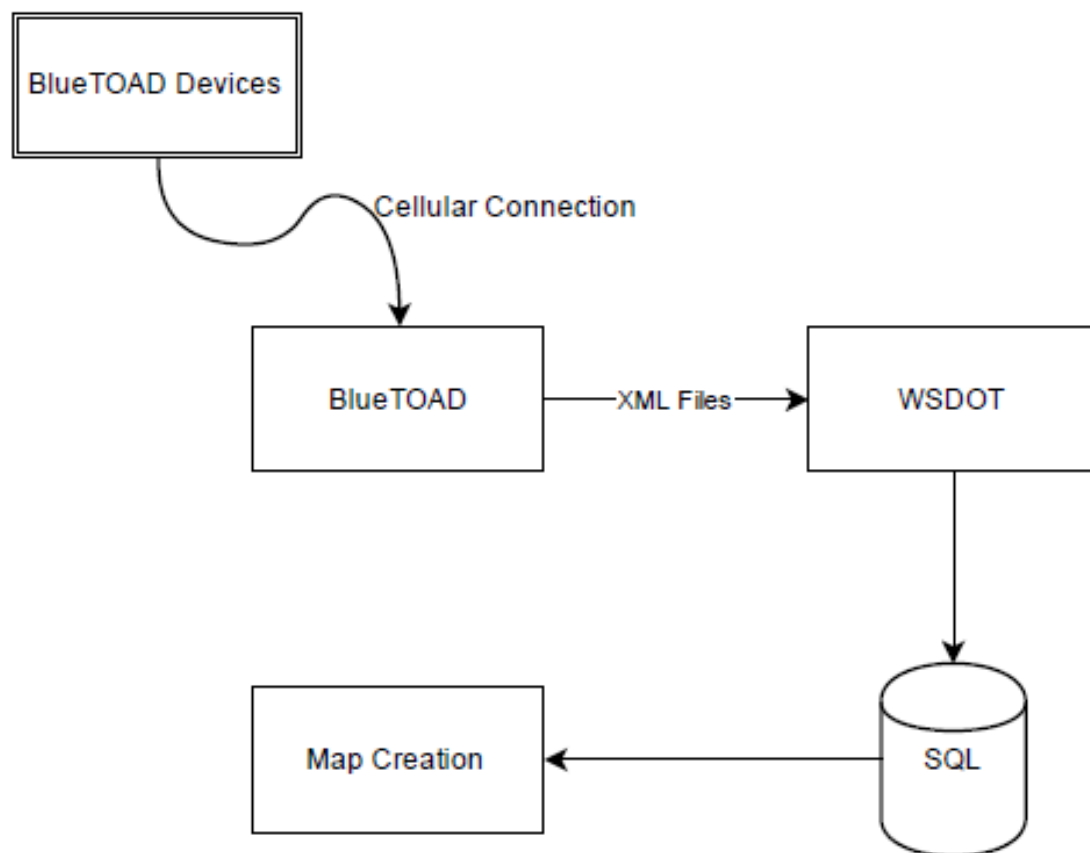 BlueTOAD Devices
Cellular Connection
BlueTOAD
XML Files
WSDOT
Map Creation
SQL